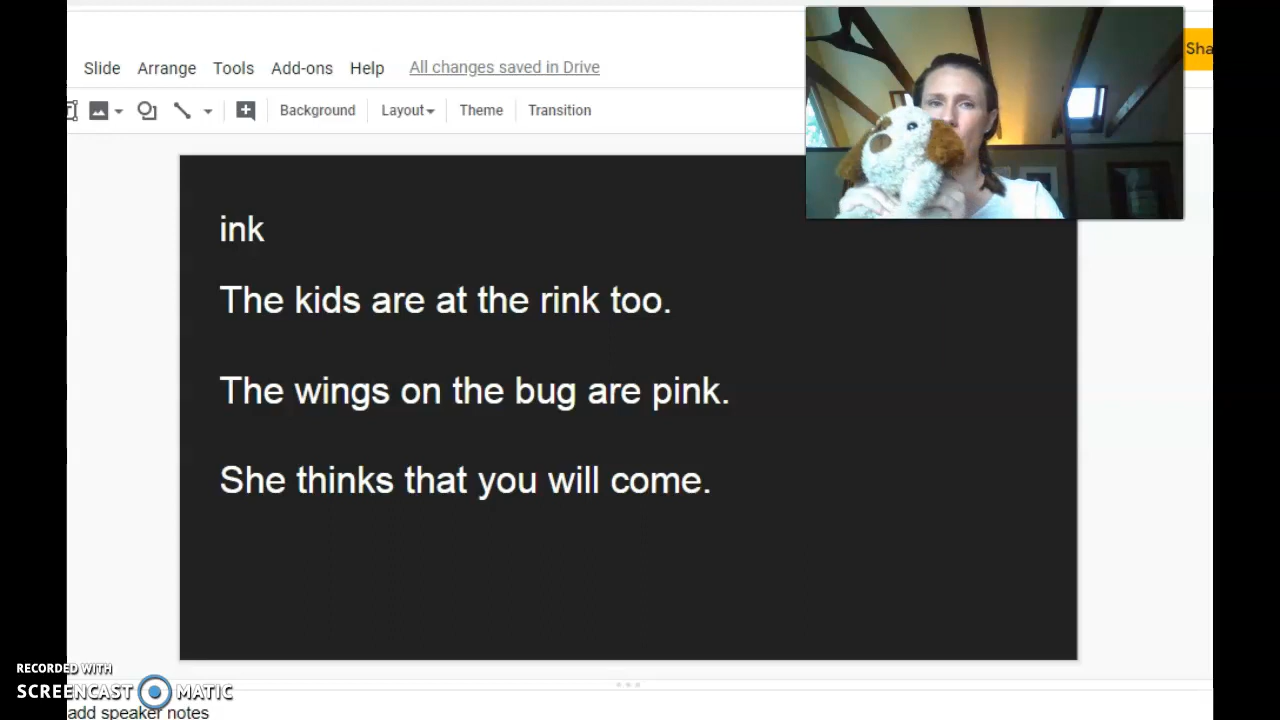 Slide Arrange Tools Add-ons Help All changes saved in Drive
Sha
Background Layout Theme Transition
ink
The kids are at the rink too.
The wings on the bug are pink.
She thinks that you will come.
RECORDED WITH
SCREENCAST MATIC
add speaker notes